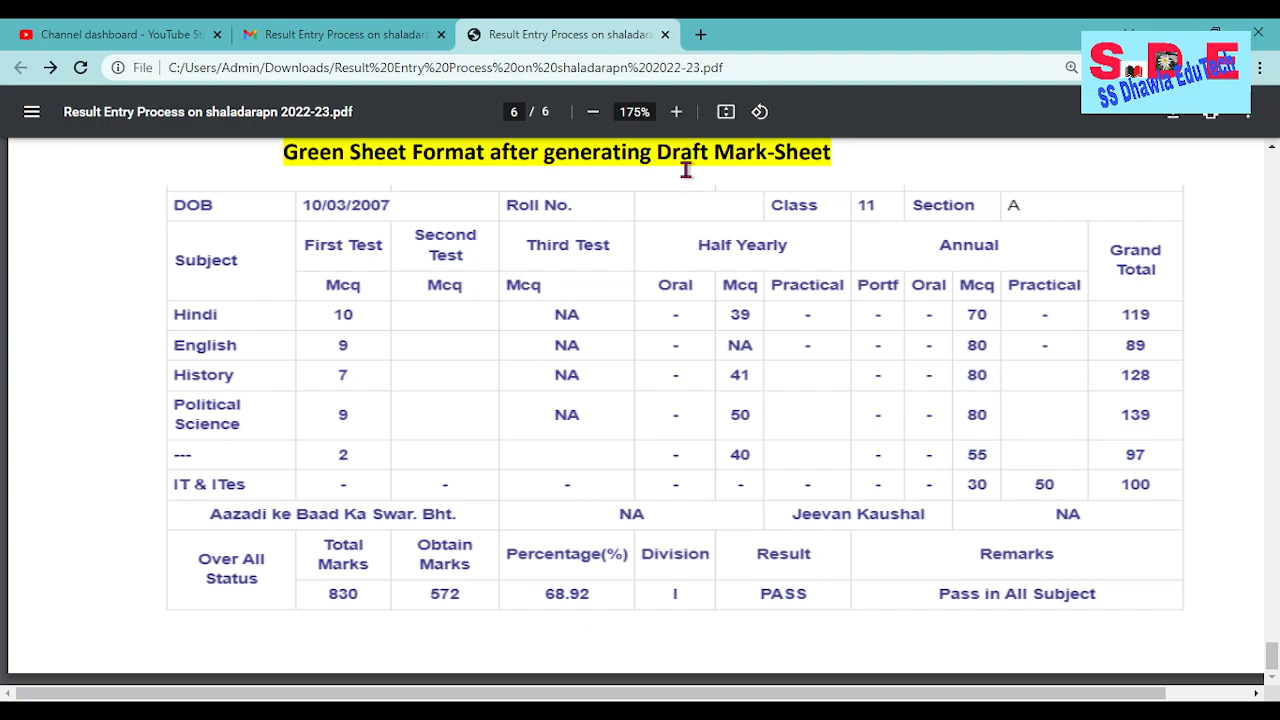 Channel dashboard - YouTube St
Result Entry Process on shaladara
Result Entry Process on shaladara
File C:/Users/Admin/Downloads/Result%20Entry%20Process%20on%20shaladarapn%202022-23.pdf
S D E
SS Dhawla EduTech
Result Entry Process on shaladarapn 2022-23.pdf 6 / 6 175%
Green Sheet Format after generating Draft Mark-Sheet
DOB 10/03/2007 Roll No. Class 11 Section A
Subject First Test Second Test Third Test Half Yearly Annual Grand Total
Mcq Mcq Mcq Oral Mcq Practical Portf Oral Mcq Practical
Hindi 10 NA - 39 - - - 70 - 119
English 9 NA - NA - - - 80 - 89
History 7 NA - 41 - - 80 128
Political Science 9 NA - 50 - - 80 139
--- 2 - 40 - - 55 97
IT & ITes - - - - - - - - 30 50 100
Aazadi ke Baad Ka Swar. Bht. NA Jeevan Kaushal NA
Over All Status Total Marks Obtain Marks Percentage(%) Division Result Remarks
830 572 68.92 I PASS Pass in All Subject